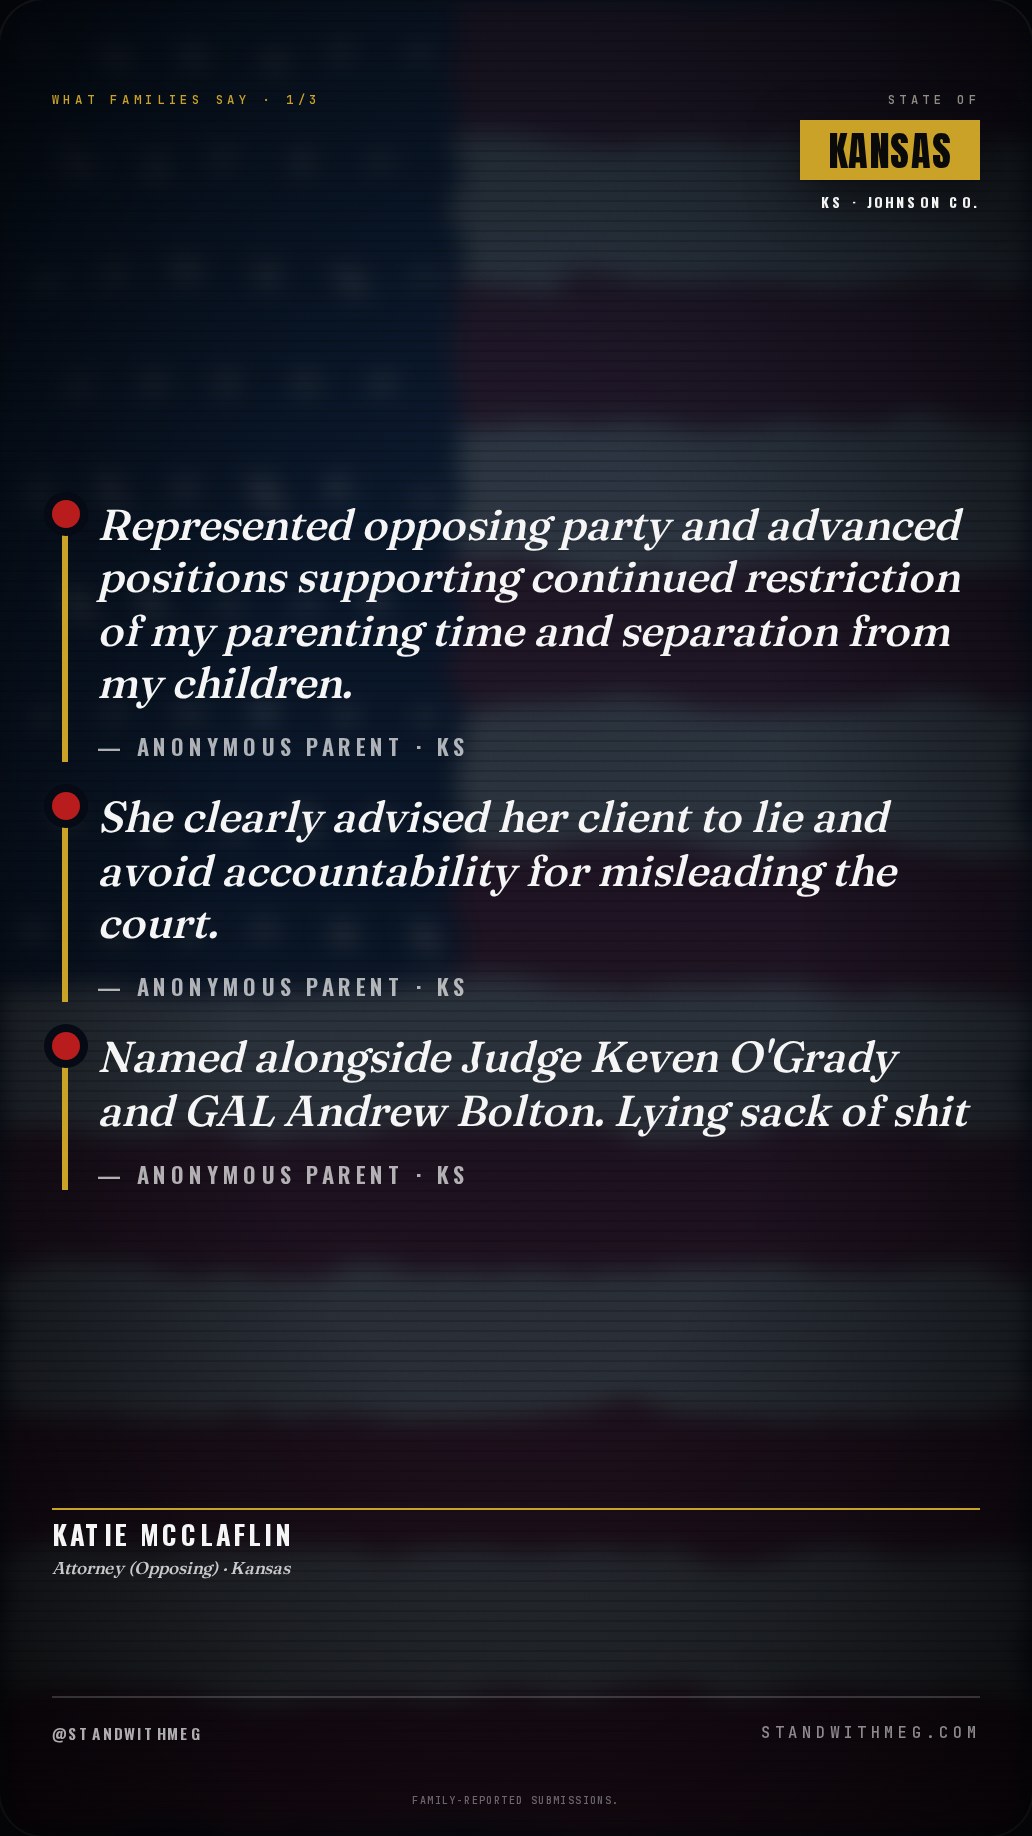 WHAT FAMILIES SAY · 1/3
STATE OF
KANSAS
KS · JOHNSON CO.
Represented opposing party and advanced
positions supporting continued restriction
of my parenting time and separation from
my children.
— ANONYMOUS PARENT · KS
She clearly advised her client to lie and
avoid accountability for misleading the
court.
— ANONYMOUS PARENT · KS
Named alongside Judge Keven O'Grady
and GAL Andrew Bolton. Lying sack of shit
— ANONYMOUS PARENT · KS
KATIE MCCLAFLIN
Attorney (Opposing) · Kansas
@STANDWITHMEG
STANDWITHMEG.COM
FAMILY-REPORTED SUBMISSIONS.